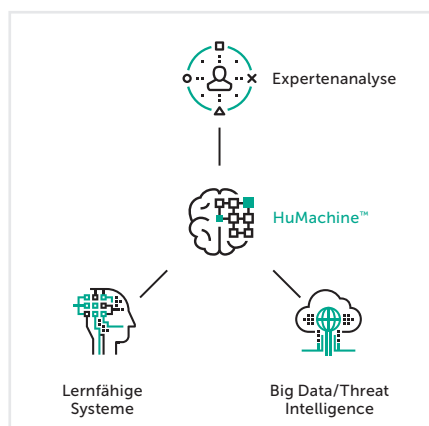 Expertenanalyse
HuMachine™
Lernfähige
Systeme
Big Data/Threat
Intelligence